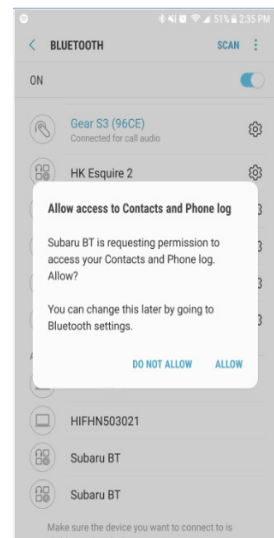 51% 2:35 PM
BLUETOOTH SCAN
ON
Gear S3 (96CE)
Connected for call audio
HK Esquire 2
Allow access to Contacts and Phone log
Subaru BT is requesting permission to
access your Contacts and Phone log.
Allow?
You can change this later by going to
Bluetooth settings.
DO NOT ALLOW ALLOW
HIFHN503021
Subaru BT
Subaru BT
Make sure the device you want to connect to is